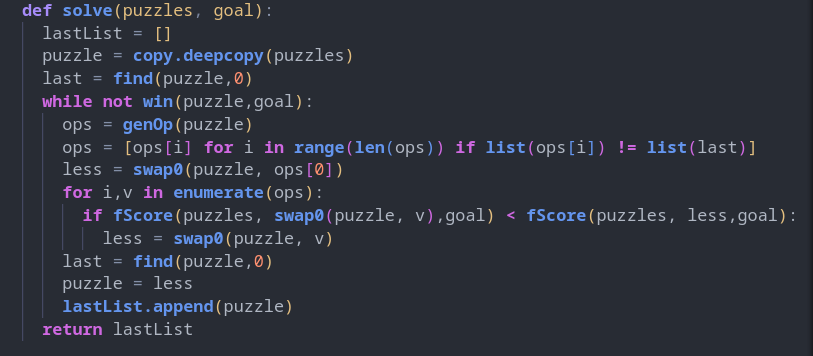 def solve(puzzles, goal):
  lastList = []
  puzzle = copy.deepcopy(puzzles)
  last = find(puzzle,0)
  while not win(puzzle,goal):
    ops = genOp(puzzle)
    ops = [ops[i] for i in range(len(ops)) if list(ops[i]) != list(last)]
    less = swap0(puzzle, ops[0])
    for i,v in enumerate(ops):
      if fScore(puzzles, swap0(puzzle, v),goal) < fScore(puzzles, less,goal):
        less = swap0(puzzle, v)
    last = find(puzzle,0)
    puzzle = less
    lastList.append(puzzle)
  return lastList